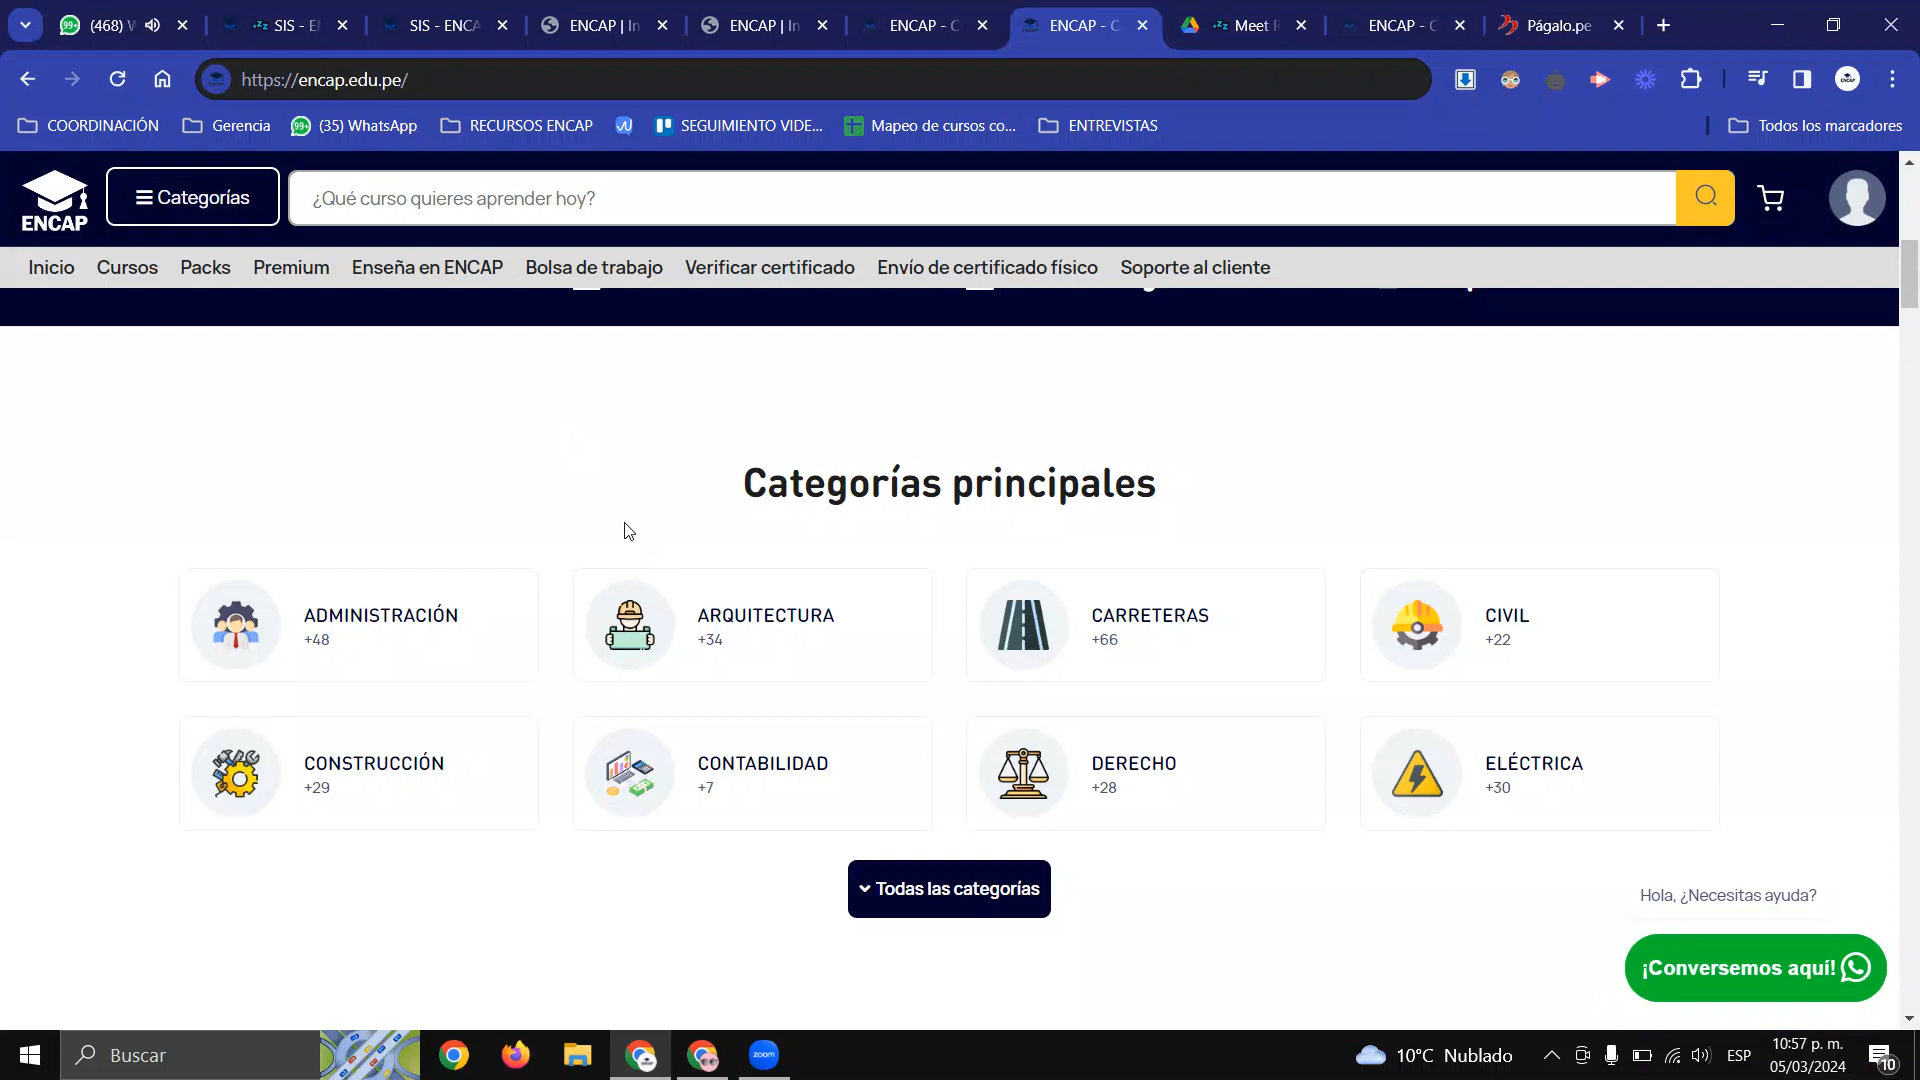 (468) W
SIS - E
SIS - ENCA
ENCAP | In
ENCAP | In
ENCAP - C
ENCAP - C
Meet R
ENCAP - C
Págalo.pe
https://encap.edu.pe/
COORDINACIÓN
Gerencia
99+
(35) WhatsApp
RECURSOS ENCAP
SEGUIMIENTO VIDE...
Mapeo de cursos co...
ENTREVISTAS
Todos los marcadores
ENCAP
Categorías
¿Qué curso quieres aprender hoy?
Inicio
Cursos
Packs
Premium
Enseña en ENCAP
Bolsa de trabajo
Verificar certificado
Envío de certificado físico
Soporte al cliente
Categorías principales
ADMINISTRACIÓN
+48
ARQUITECTURA
+34
CARRETERAS
+66
CIVIL
+22
CONSTRUCCIÓN
+29
CONTABILIDAD
+7
DERECHO
+28
ELÉCTRICA
+30
Todas las categorías
Hola, ¿Necesitas ayuda?
¡Conversemos aquí!
Buscar
zoom
10°C Nublado
ESP
10:57 p. m.
05/03/2024
10